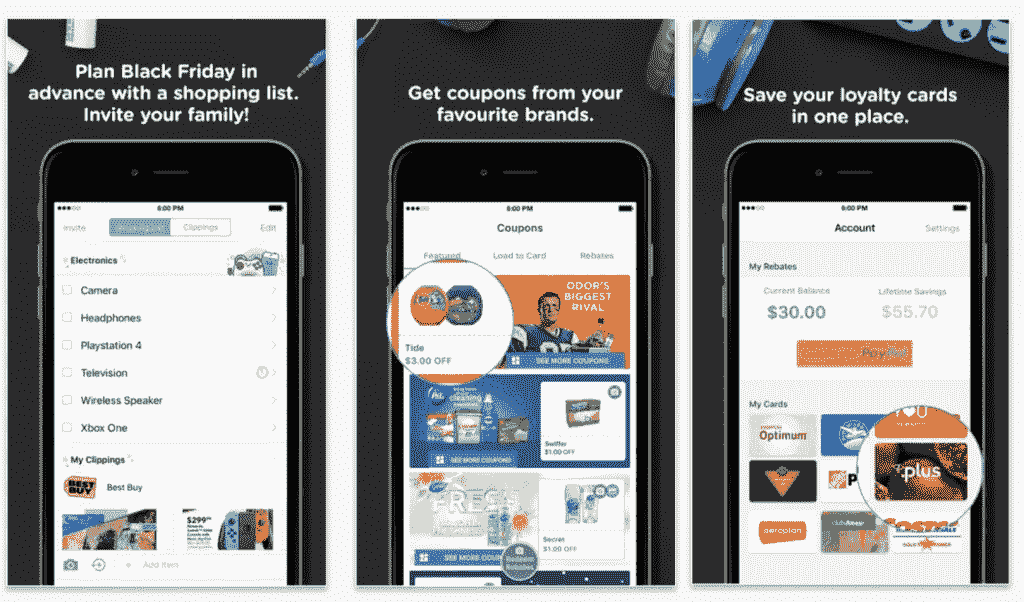 Plan Black Friday in
advance with a shopping list.
Invite your family!
6:00 PM
Invite
Clippings
Edit
Electronics
Camera
Headphones
Playstation 4
Television
Wireless Speaker
Xbox One
My Clippings
BEST
BUY
Best Buy
$299
Add Item
Get coupons from your
favourite brands.
6:00 PM
Coupons
Featured
Load to Card
Rebates
ODOR'S
BIGGEST
RIVAL
Tide
$3.00 OFF
SEE MORE COUPONS
cleaning
Swiffer
$1.00 OFF
SEE MORE COUPONS
FRESH
Secret
$1.00 OFF
SEE MORE COUPONS
Save your loyalty cards
in one place.
6:00 PM
Account
Settings
My Rebates
Current Balance
Lifetime Savings
$30.00
$55.70
My Cards
Optimum
YOU
plus
aeroplan
COSTCO